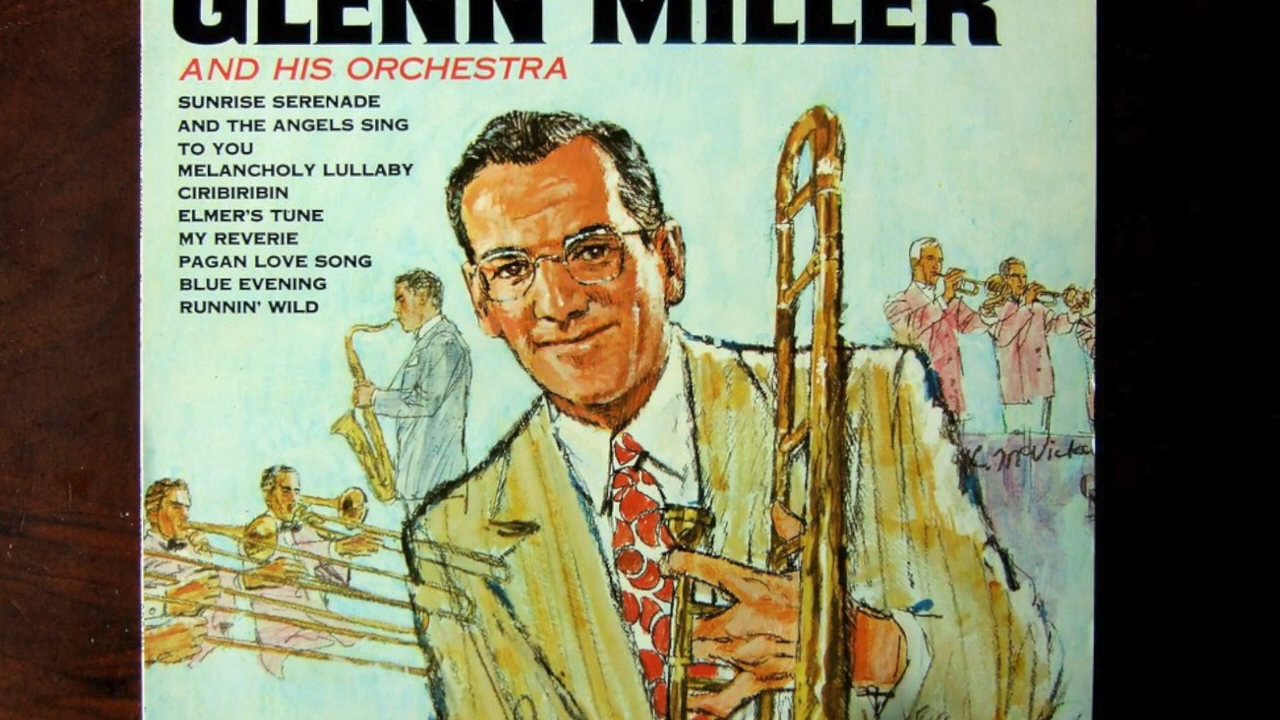 GLENN MILLER
AND HIS ORCHESTRA
SUNRISE SERENADE
AND THE ANGELS SING
TO YOU
MELANCHOLY LULLABY
CIRIBIRIBIN
ELMER'S TUNE
MY REVERIE
PAGAN LOVE SONG
BLUE EVENING
RUNNIN' WILD